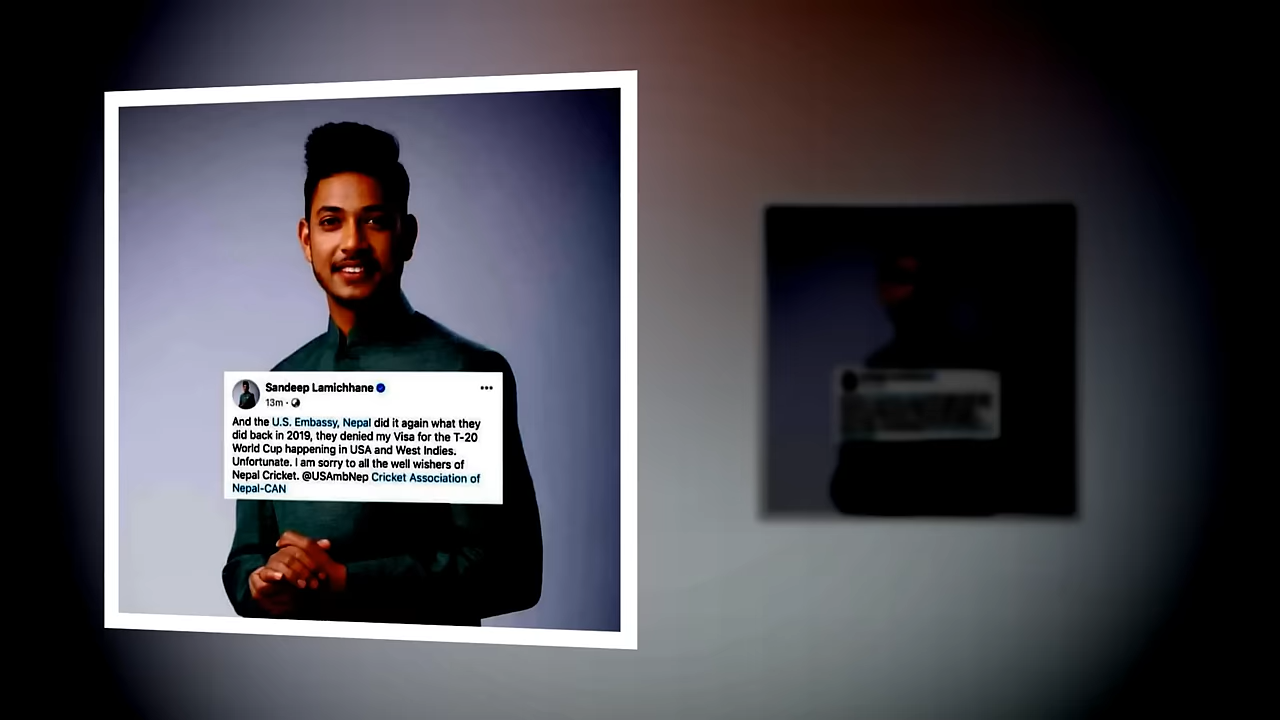 Sandeep Lamichhane
13m ·
And the U.S. Embassy, Nepal did it again what they
did back in 2019, they denied my Visa for the T-20
World Cup happening in USA and West Indies.
Unfortunate. I am sorry to all the well wishers of
Nepal Cricket. @USAmbNep Cricket Association of
Nepal-CAN